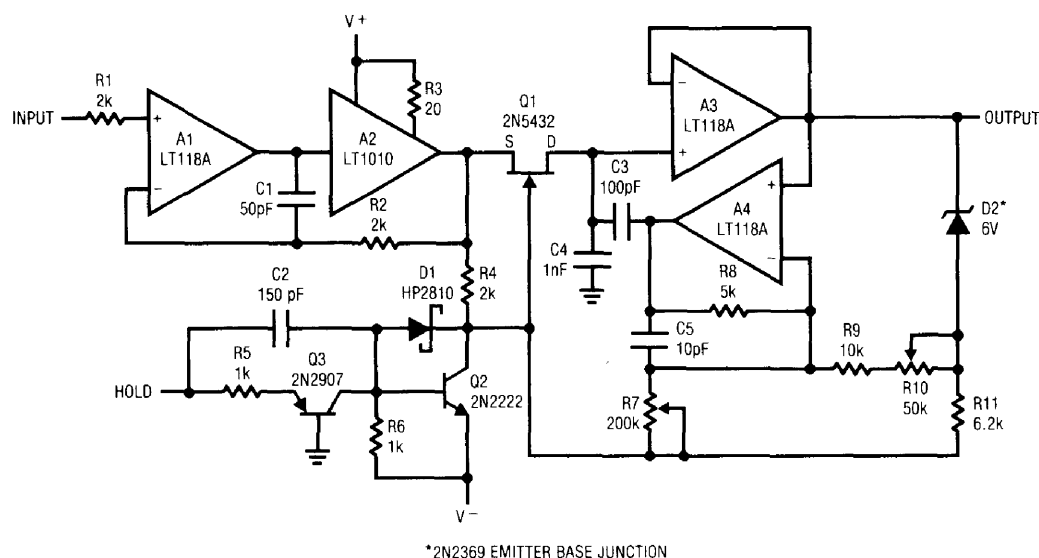 V+
R1
2k
INPUT
+
−
A1
LT118A
C1
50pF
A2
LT1010
R3
20
R2
2k
Q1
2N5432
S
D
C3
100pF
C4
1nF
−
+
A3
LT118A
OUTPUT
+
−
A4
LT118A
D2*
6V
R8
5k
C5
10pF
R9
10k
R10
50k
R11
6.2k
R7
200k
R4
2k
D1
HP2810
C2
150 pF
R5
1k
HOLD
Q3
2N2907
Q2
2N2222
R6
1k
V−
*2N2369 EMITTER BASE JUNCTION